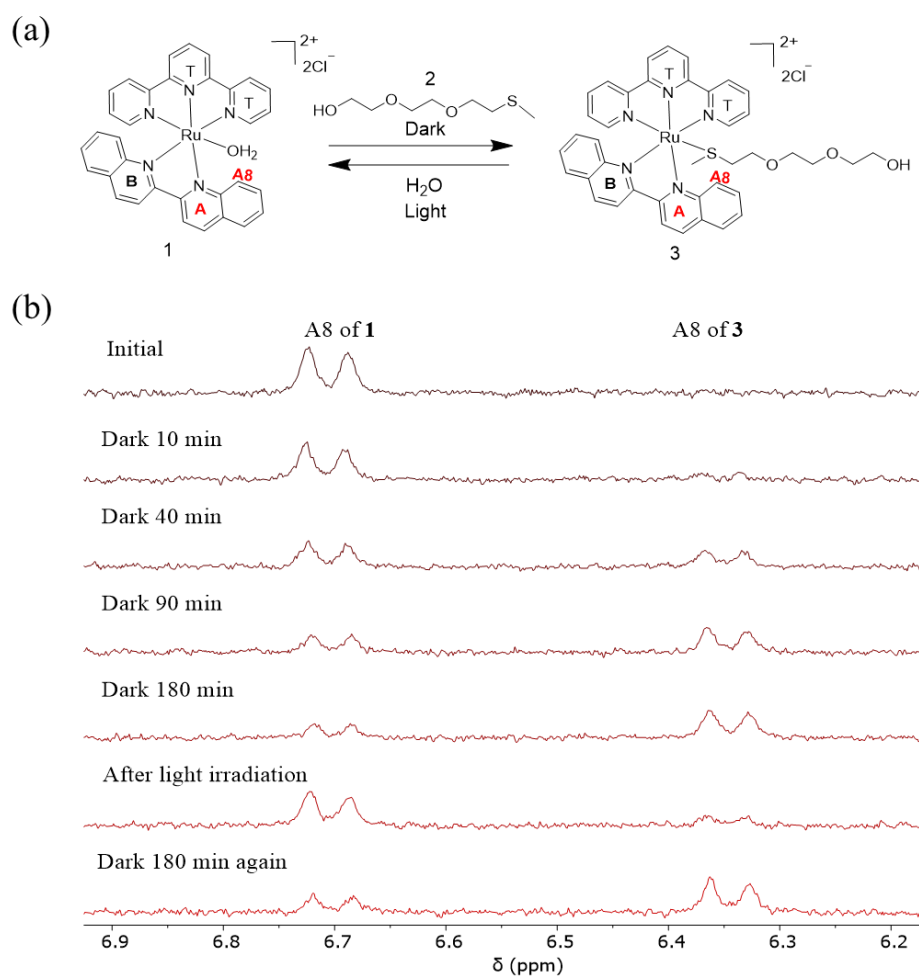 (a)
2+
2Cl⁻
T
T
N
N
N
Ru
OH₂
N
N
B
A8
A
1
2
HO
O
O
S
Dark
H₂O
Light
2+
2Cl⁻
T
T
N
N
N
Ru
S
O
O
OH
N
N
B
A8
A
3
(b)
A8 of 1
A8 of 3
Initial
Dark 10 min
Dark 40 min
Dark 90 min
Dark 180 min
After light irradiation
Dark 180 min again
6.9 6.8 6.7 6.6 6.5 6.4 6.3 6.2
δ (ppm)